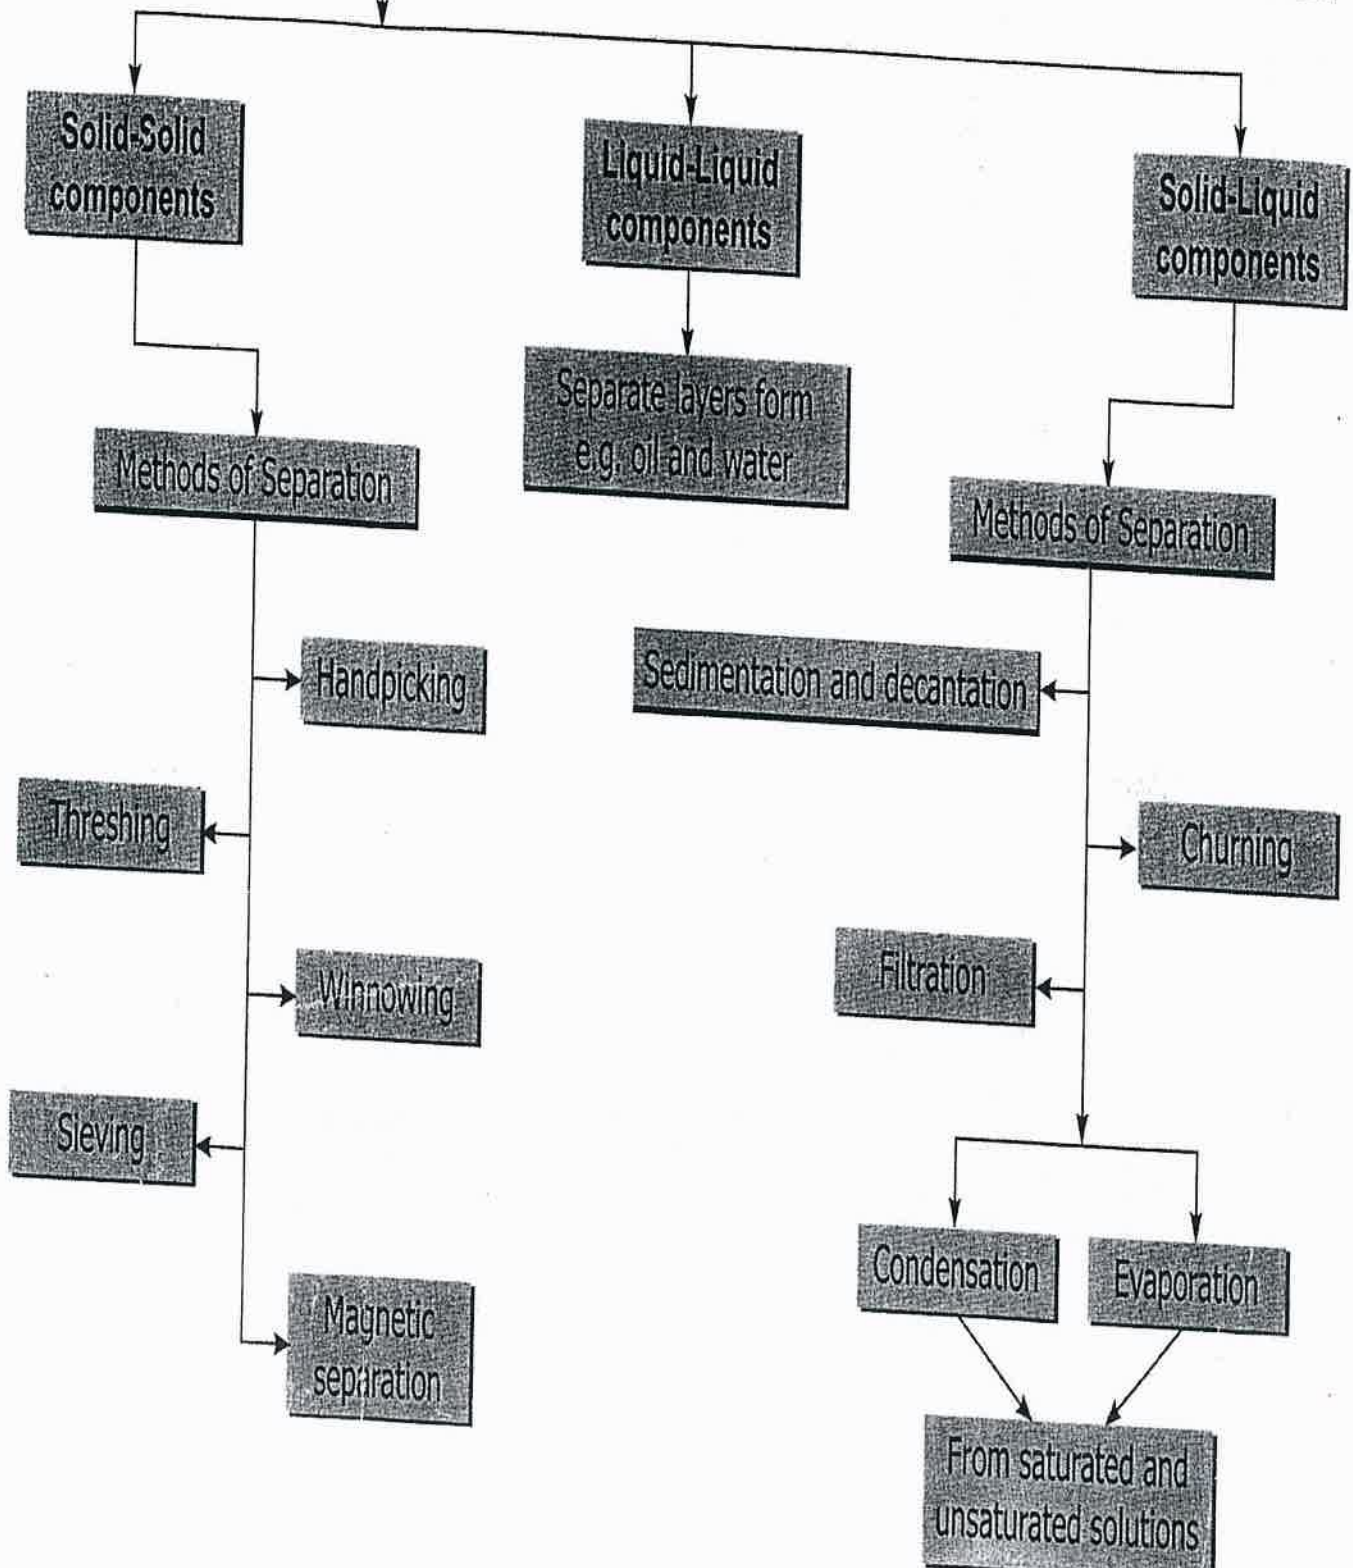 Solid-Solid
components
Liquid-Liquid
components
Solid-Liquid
components
Separate layers form
e.g. oil and water
Methods of Separation
Methods of Separation
Handpicking
Sedimentation and decantation
Threshing
Churning
Winnowing
Filtration
Sieving
Condensation
Evaporation
Magnetic
separation
From saturated and
unsaturated solutions